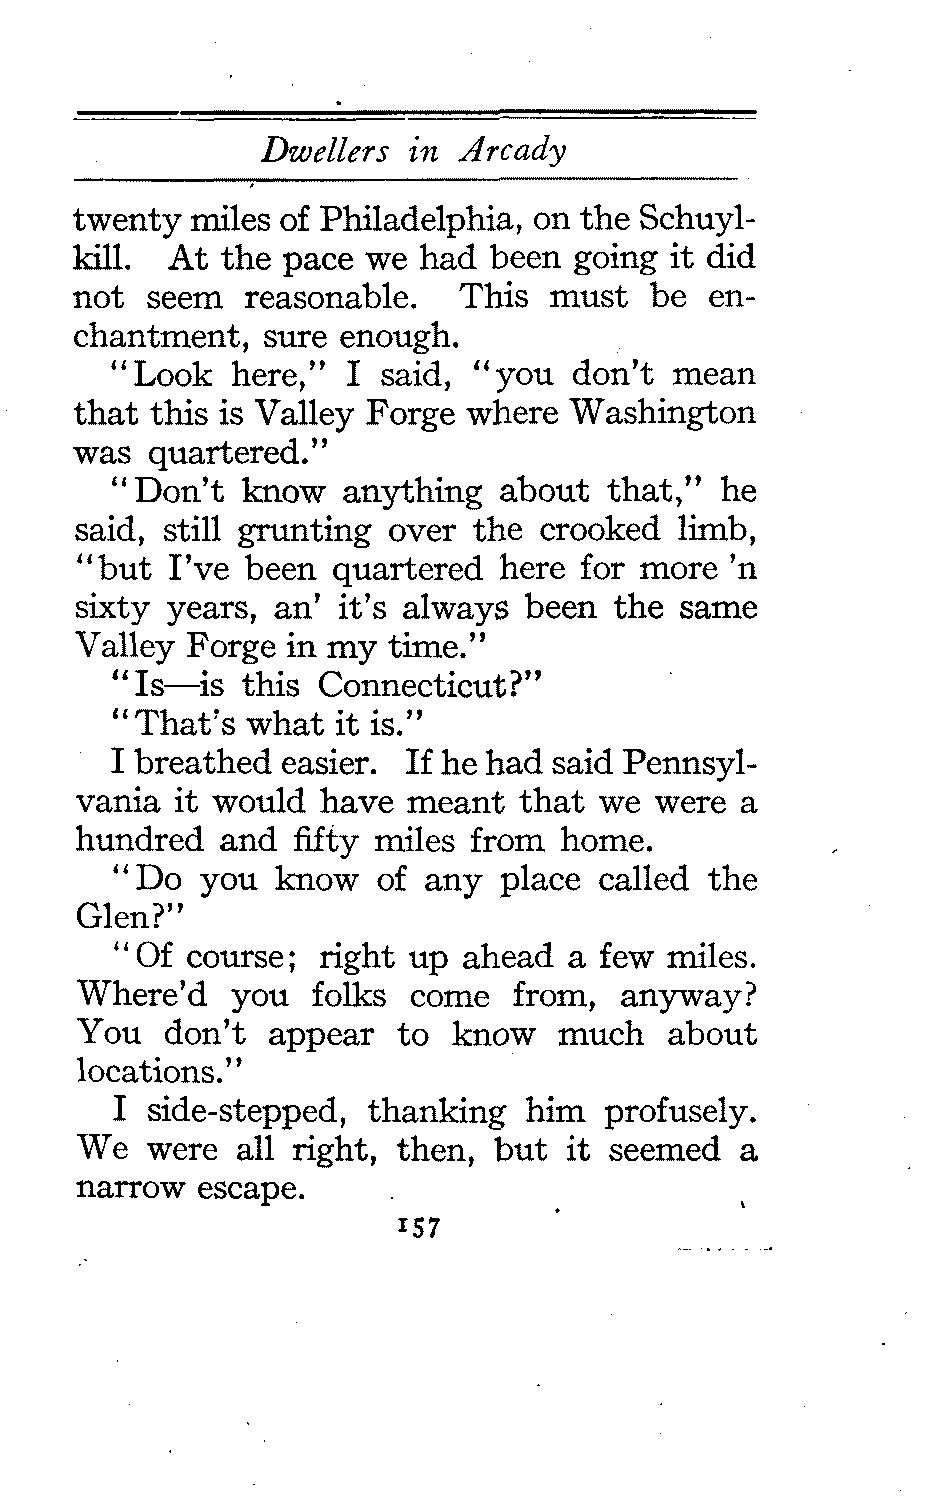 Dwellers in Arcady
twenty miles of Philadelphia, on the Schuyl-
kill. At the pace we had been going it did
not seem reasonable. This must be en-
chantment, sure enough.
"Look here," I said, "you don't mean
that this is Valley Forge where Washington
was quartered."
"Don't know anything about that," he
said, still grunting over the crooked limb,
"but I've been quartered here for more 'n
sixty years, an' it's always been the same
Valley Forge in my time."
"Is—is this Connecticut?"
"That's what it is."
I breathed easier. If he had said Pennsyl-
vania it would have meant that we were a
hundred and fifty miles from home.
"Do you know of any place called the
Glen?"
"Of course; right up ahead a few miles.
Where'd you folks come from, anyway?
You don't appear to know much about
locations."
I side-stepped, thanking him profusely.
We were all right, then, but it seemed a
narrow escape.
157